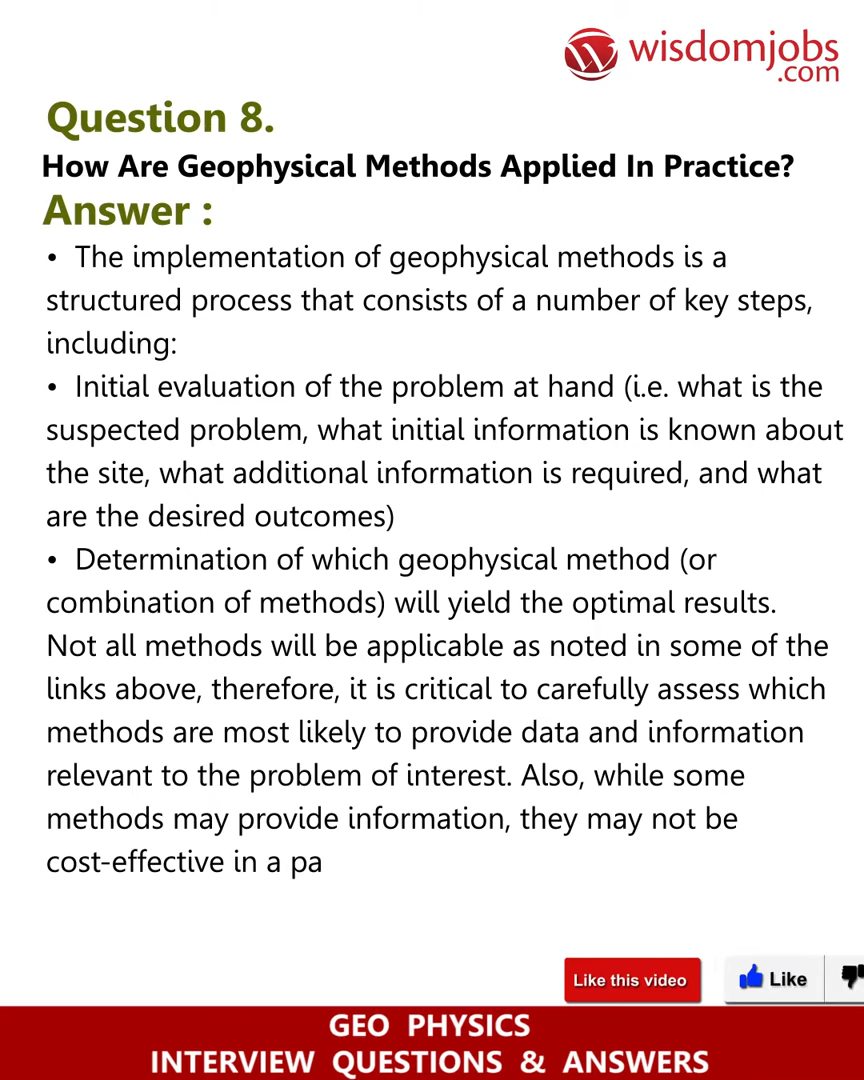 wisdomjobs
.com
Question 8.
How Are Geophysical Methods Applied In Practice?
Answer :
• The implementation of geophysical methods is a
structured process that consists of a number of key steps,
including:
• Initial evaluation of the problem at hand (i.e. what is the
suspected problem, what initial information is known about
the site, what additional information is required, and what
are the desired outcomes)
• Determination of which geophysical method (or
combination of methods) will yield the optimal results.
Not all methods will be applicable as noted in some of the
links above, therefore, it is critical to carefully assess which
methods are most likely to provide data and information
relevant to the problem of interest. Also, while some
methods may provide information, they may not be
cost-effective in a pa
Like this video
Like
GEO PHYSICS
INTERVIEW QUESTIONS & ANSWERS